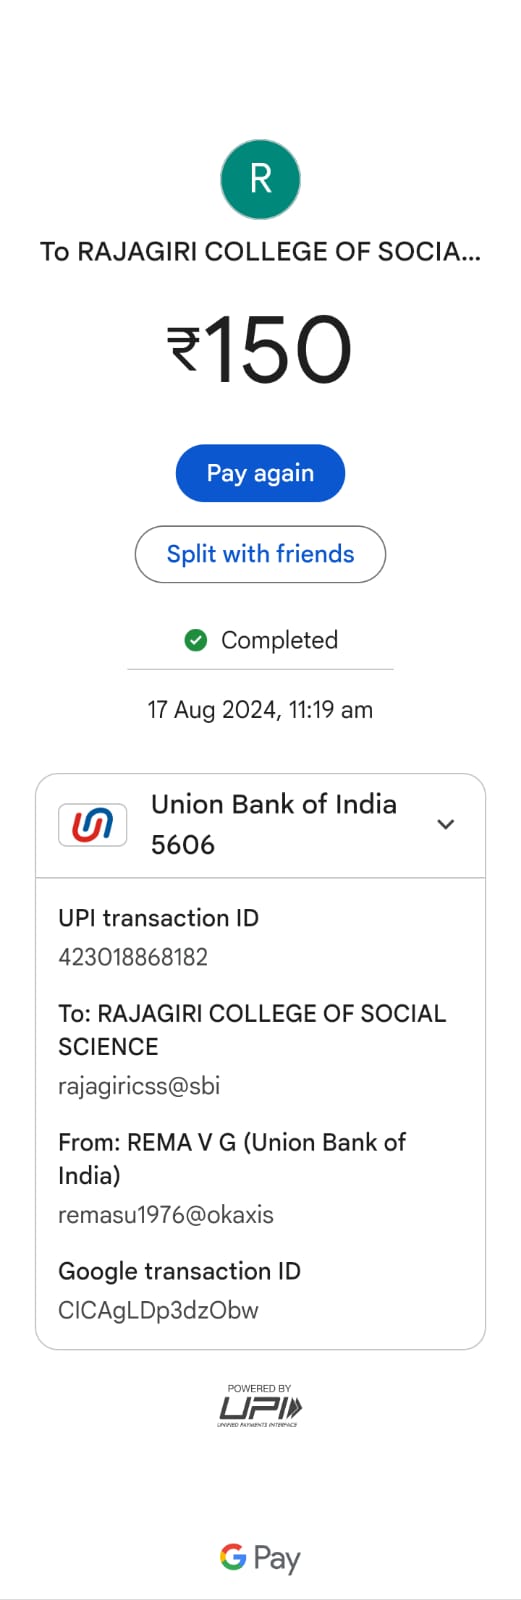 R
To RAJAGIRI COLLEGE OF SOCIA...
₹150
Pay again
Split with friends
Completed
17 Aug 2024, 11:19 am
Union Bank of India
5606
UPI transaction ID
423018868182
To: RAJAGIRI COLLEGE OF SOCIAL
SCIENCE
rajagiricss@sbi
From: REMA V G (Union Bank of
India)
remasu1976@okaxis
Google transaction ID
CICAgLDp3dzObw
POWERED BY
UPI
UNIFIED PAYMENTS INTERFACE
G Pay